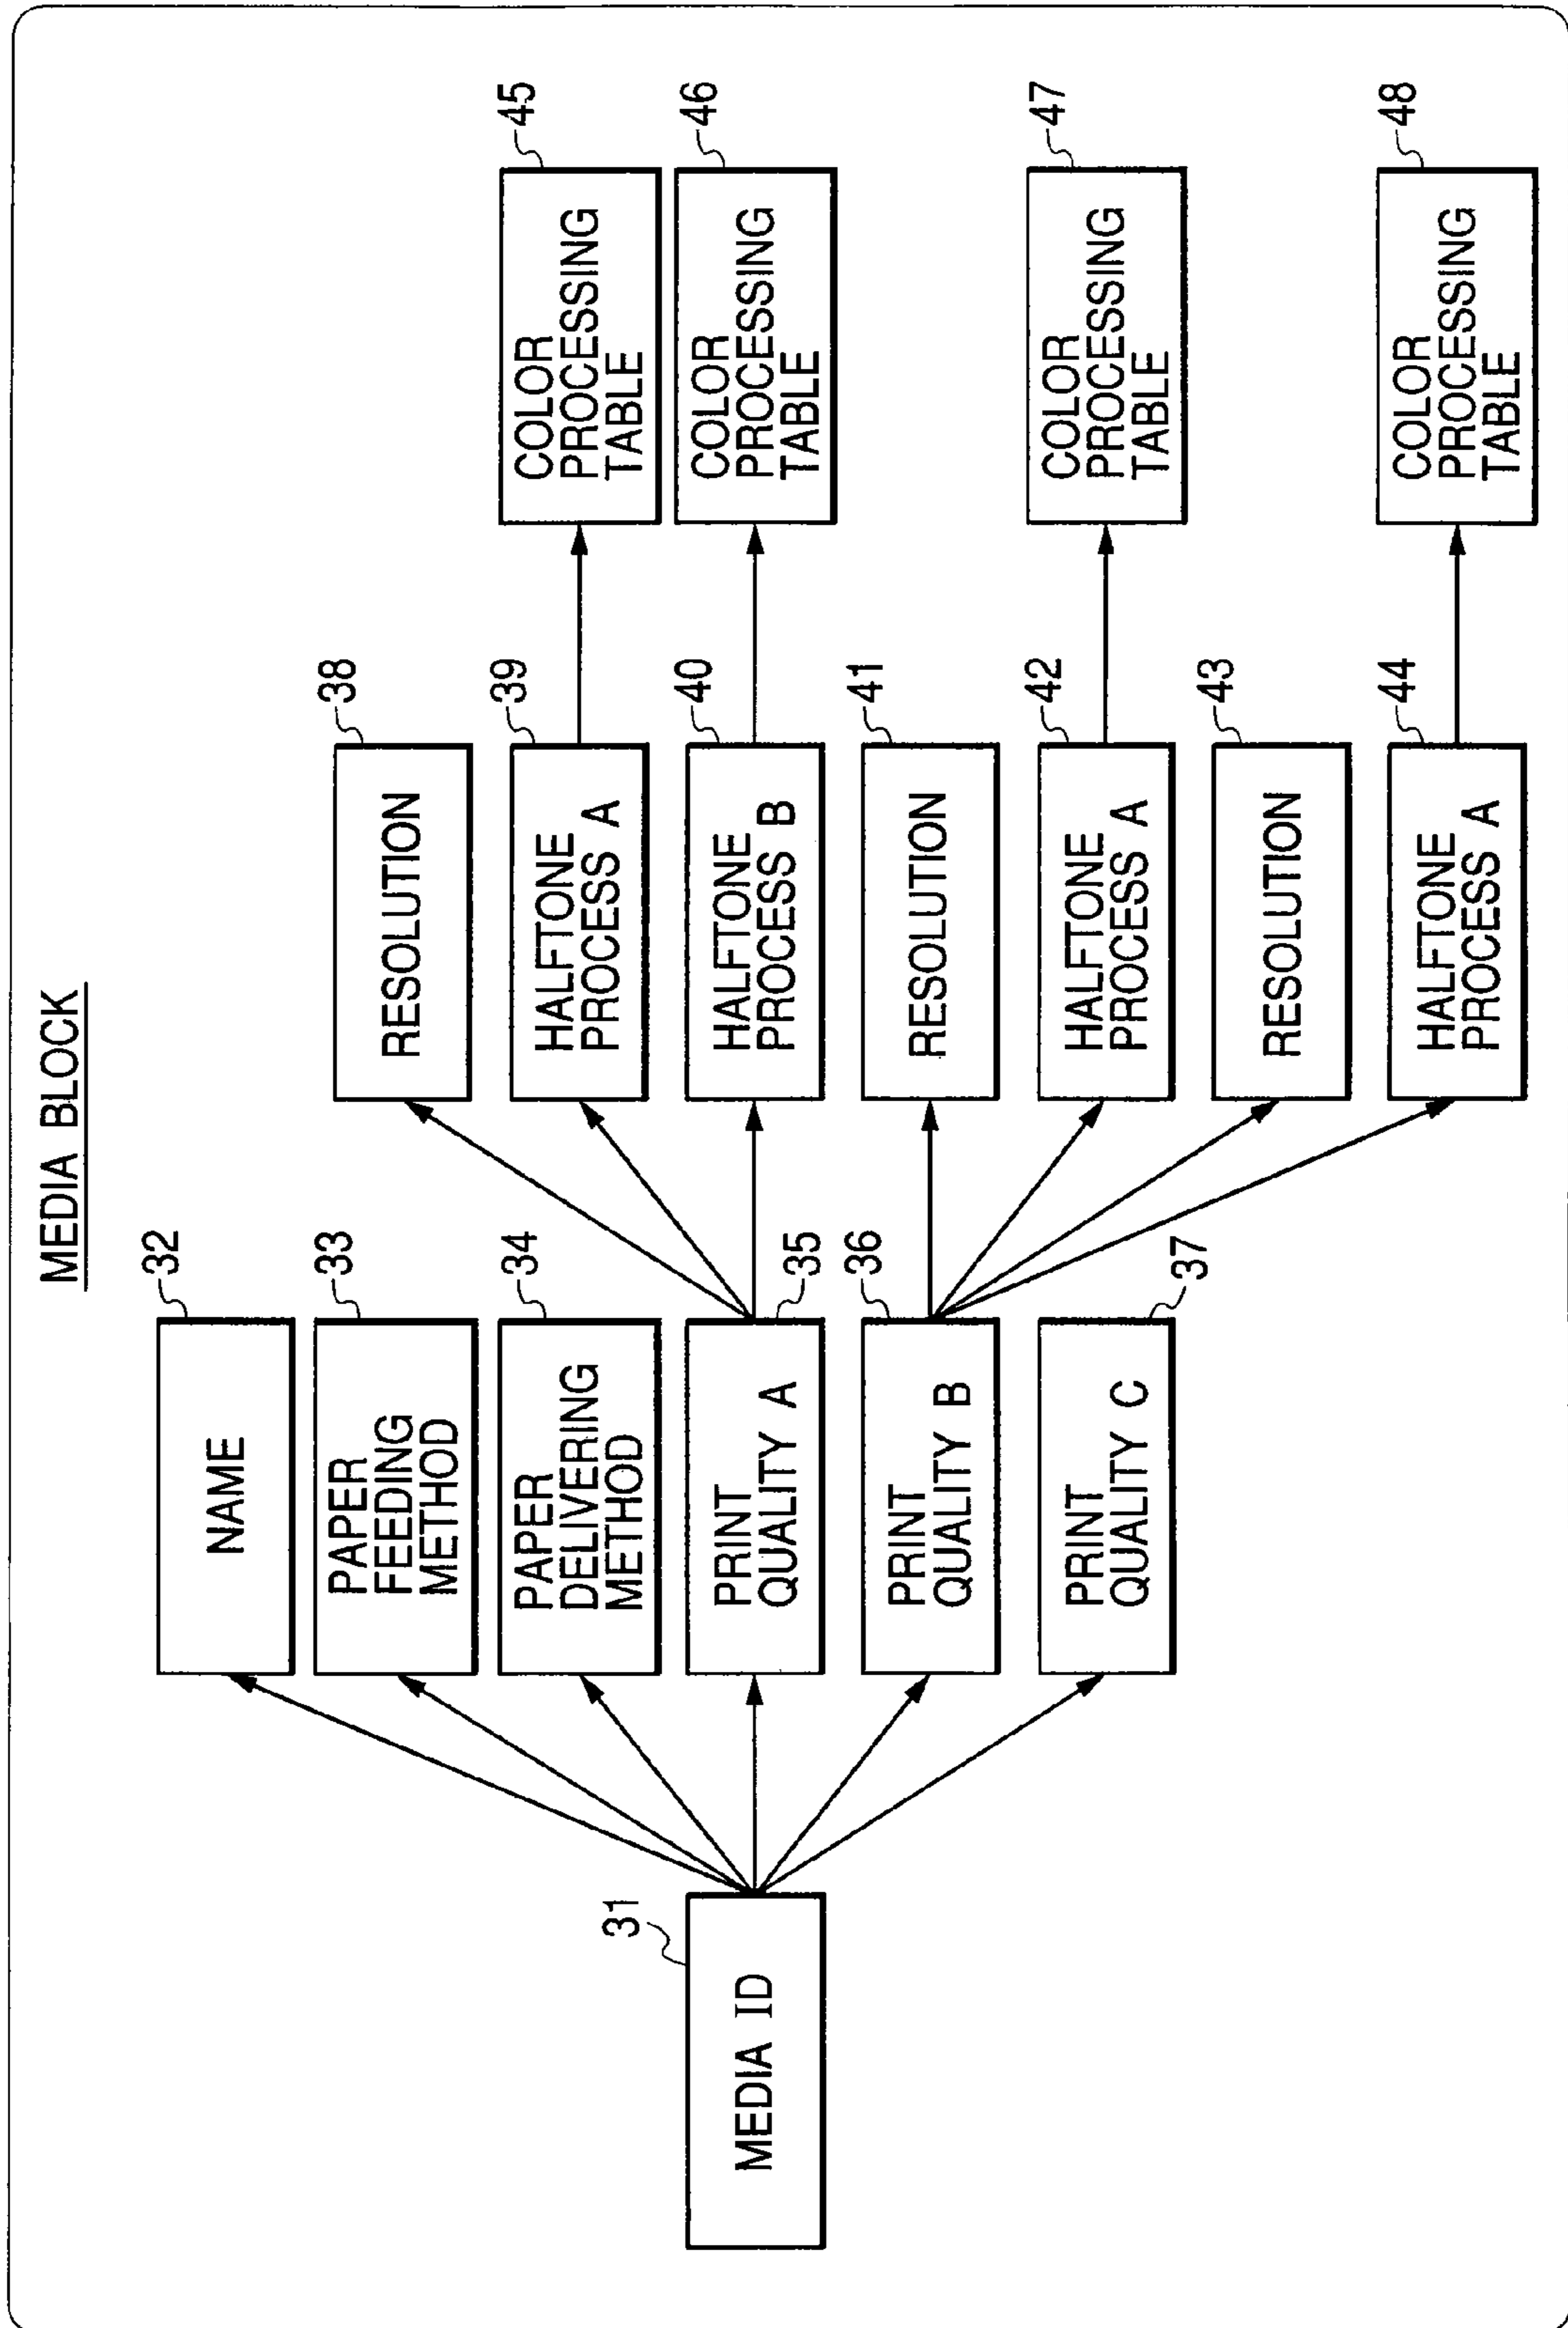 MEDIA BLOCK
31
MEDIA ID
32
NAME
33
PAPER
FEEDING
METHOD
34
PAPER
DELIVERING
METHOD
35
PRINT
QUALITY A
36
PRINT
QUALITY B
37
PRINT
QUALITY C
38
RESOLUTION
39
HALFTONE
PROCESS A
40
HALFTONE
PROCESS B
41
RESOLUTION
42
HALFTONE
PROCESS A
43
RESOLUTION
44
HALFTONE
PROCESS A
45
COLOR
PROCESSING
TABLE
46
COLOR
PROCESSING
TABLE
47
COLOR
PROCESSING
TABLE
48
COLOR
PROCESSING
TABLE